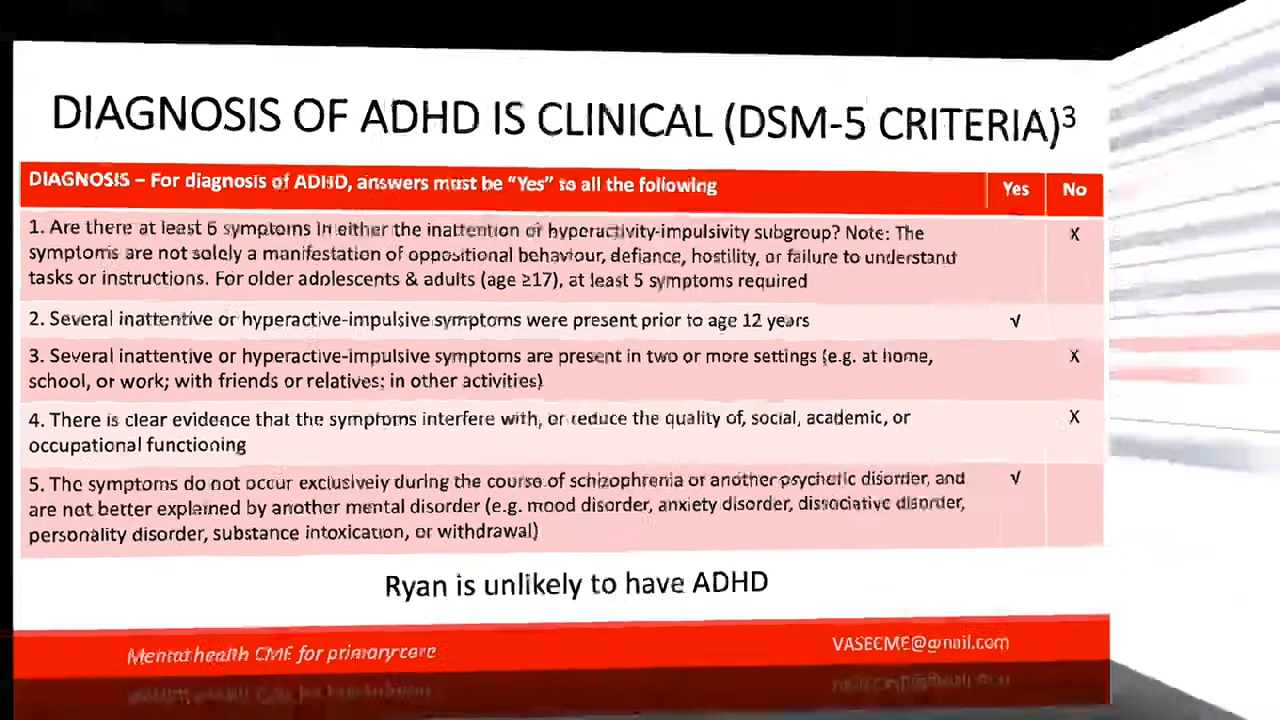 DIAGNOSIS OF ADHD IS CLINICAL (DSM-5 CRITERIA)³
DIAGNOSIS – For diagnosis of ADHD, answers must be “Yes” to all the following Yes No
1. Are there at least 6 symptoms in either the inattention or hyperactivity-impulsivity subgroup? Note: The X
symptoms are not solely a manifestation of oppositional behaviour, defiance, hostility, or failure to understand
tasks or instructions. For older adolescents & adults (age ≥17), at least 5 symptoms required
2. Several inattentive or hyperactive-impulsive symptoms were present prior to age 12 years √
3. Several inattentive or hyperactive-impulsive symptoms are present in two or more settings (e.g. at home, X
school, or work; with friends or relatives; in other activities)
4. There is clear evidence that the symptoms interfere with, or reduce the quality of, social, academic, or X
occupational functioning
5. The symptoms do not occur exclusively during the course of schizophrenia or another psychotic disorder, and √
are not better explained by another mental disorder (e.g. mood disorder, anxiety disorder, dissociative disorder,
personality disorder, substance intoxication, or withdrawal)
Ryan is unlikely to have ADHD
Mental health CME for primary care VASECME@gmail.com